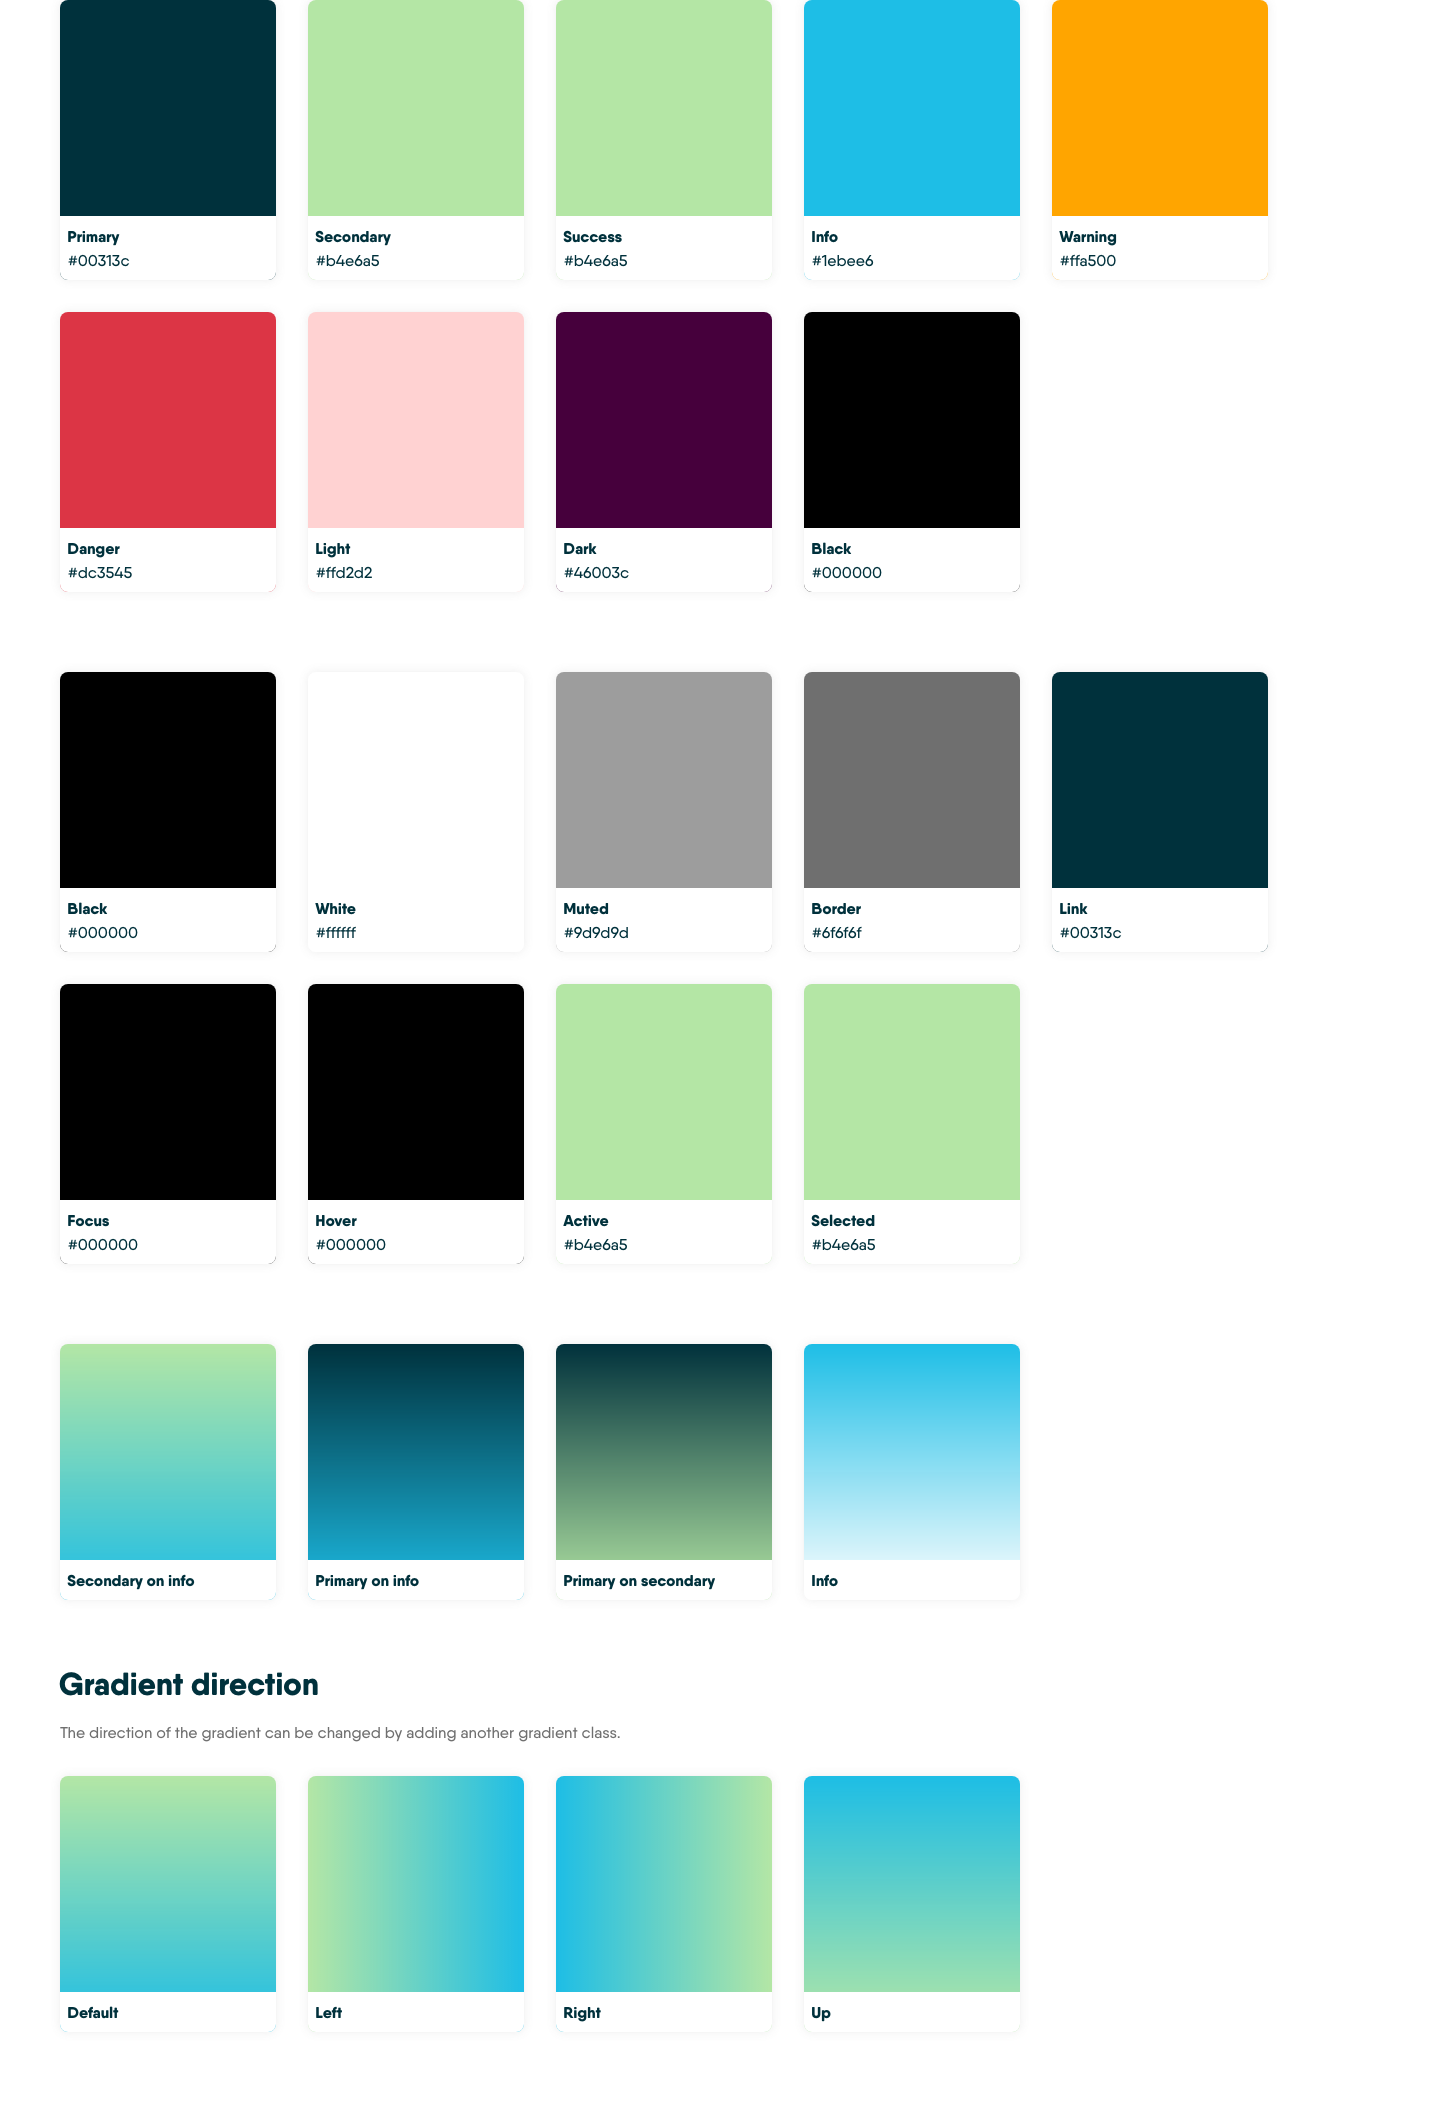 Primary
#00313c
Secondary
#b4e6a5
Success
#b4e6a5
Info
#1ebee6
Warning
#ffa500
Danger
#dc3545
Light
#ffd2d2
Dark
#46003c
Black
#000000
Black
#000000
White
#ffffff
Muted
#9d9d9d
Border
#6f6f6f
Link
#00313c
Focus
#000000
Hover
#000000
Active
#b4e6a5
Selected
#b4e6a5
Secondary on info
Primary on info
Primary on secondary
Info
Gradient direction
The direction of the gradient can be changed by adding another gradient class.
Default
Left
Right
Up